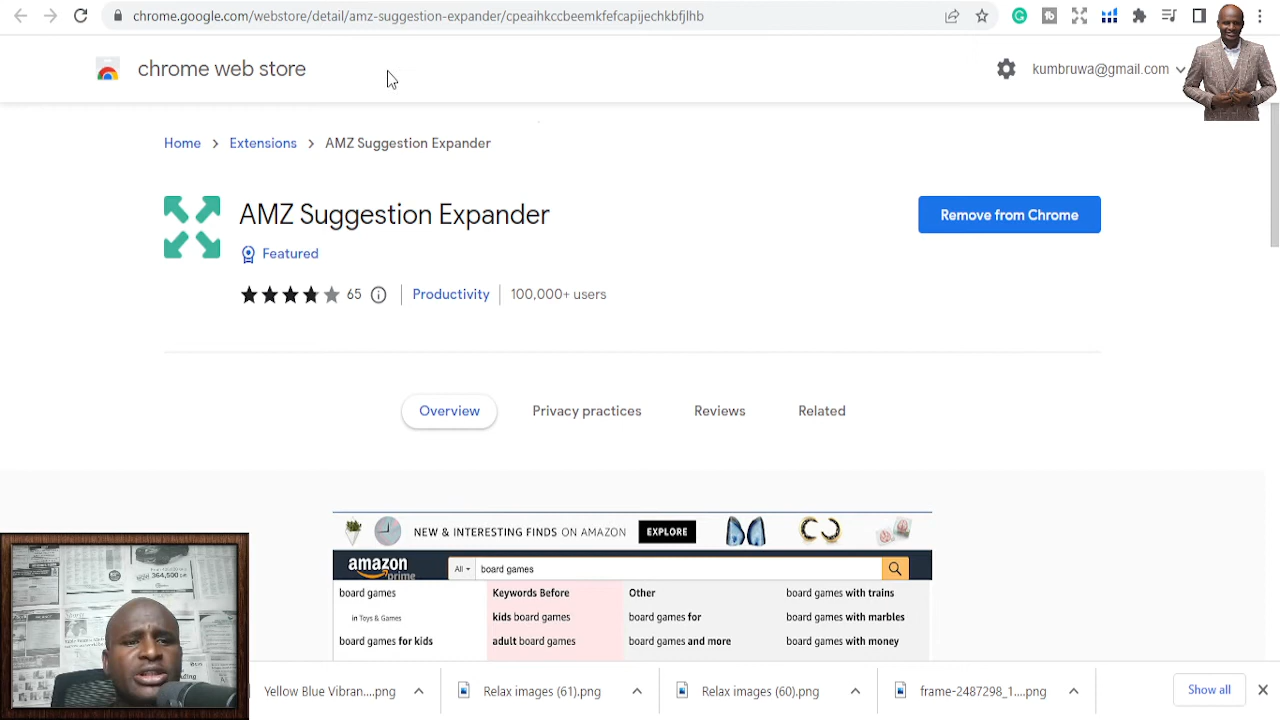 chrome.google.com/webstore/detail/amz-suggestion-expander/cpeaihkccbeemkfefcapijechkbfjlhb
chrome web store
kumbruwa@gmail.com
Home > Extensions > AMZ Suggestion Expander
AMZ Suggestion Expander
Remove from Chrome
Featured
65
Productivity
100,000+ users
Overview
Privacy practices
Reviews
Related
NEW & INTERESTING FINDS ON AMAZON EXPLORE
amazon prime
All
board games
board games
Keywords Before
Other
board games with trains
in Toys & Games
kids board games
board games for
board games with marbles
board games for kids
adult board games
board games and more
board games with money
364,500
Yellow Blue Vibran....png
Relax images (61).png
Relax images (60).png
frame-2487298_1....png
Show all